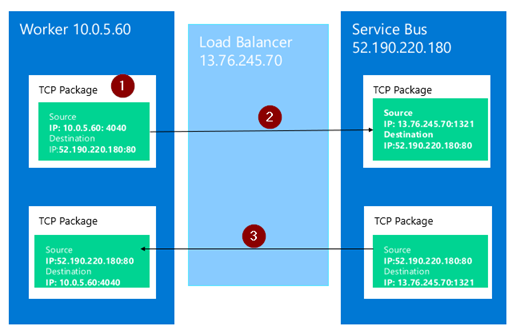 Worker 10.0.5.60
TCP Package
1
Source
IP: 10.0.5.60: 4040
Destination
IP:52.190.220.180:80
TCP Package
Source
IP:52.190.220.180:80
Destination
IP: 10.0.5.60:4040
Load Balancer
13.76.245.70
2
3
Service Bus
52.190.220.180
TCP Package
Source
IP: 13.76.245.70:1321
Destination
IP:52.190.220.180:80
TCP Package
Source
IP:52.190.220.180:80
Destination
IP: 13.76.245.70:1321